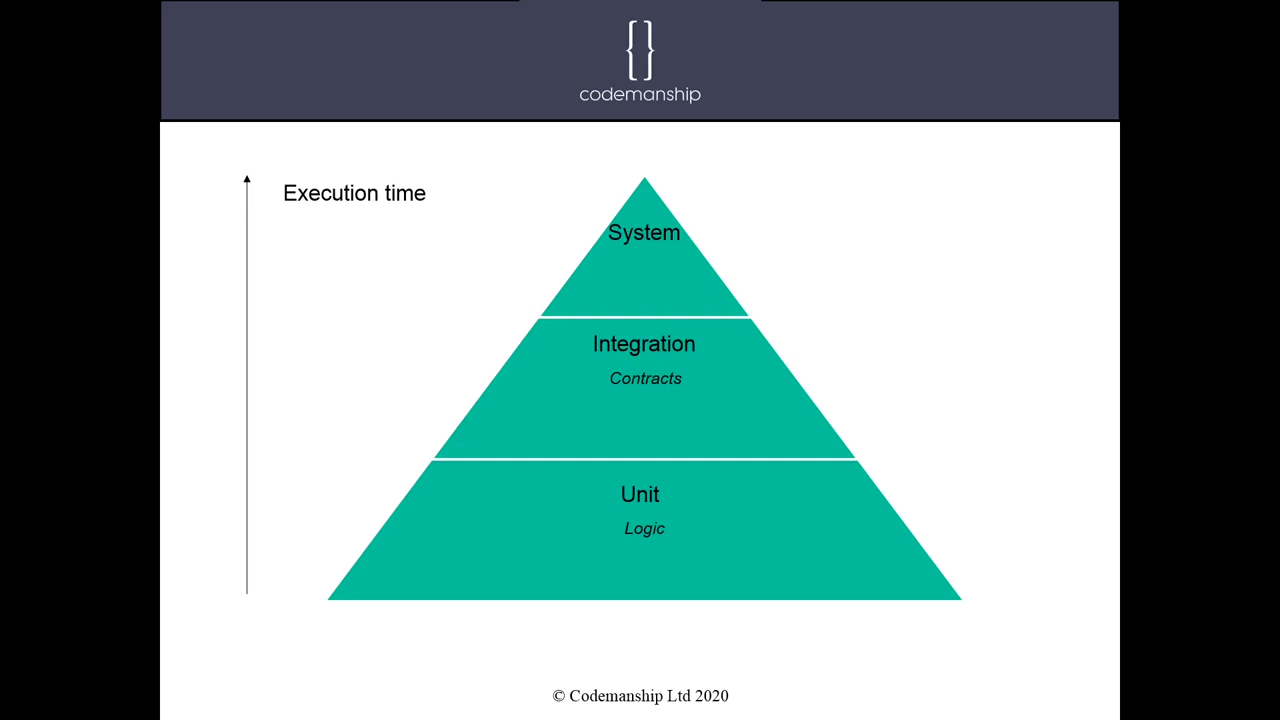 {}
codemanship
Execution time
System
Integration
Contracts
Unit
Logic
© Codemanship Ltd 2020